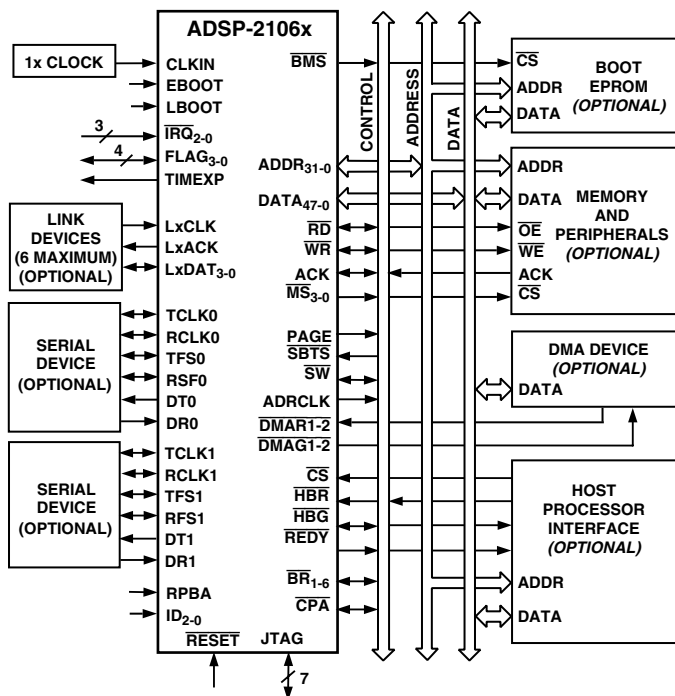 ADSP-2106x
1x CLOCK
CLKIN
EBOOT
LBOOT
3
IRQ2-0
4
FLAG3-0
TIMEXP
LINK
DEVICES
(6 MAXIMUM)
(OPTIONAL)
LxCLK
LxACK
LxDAT3-0
SERIAL
DEVICE
(OPTIONAL)
TCLK0
RCLK0
TFS0
RSF0
DT0
DR0
SERIAL
DEVICE
(OPTIONAL)
TCLK1
RCLK1
TFS1
RFS1
DT1
DR1
RPBA
ID2-0
RESET
JTAG
7
BMS
ADDR31-0
DATA47-0
RD
WR
ACK
MS3-0
PAGE
SBTS
SW
ADRCLK
DMAR1-2
DMAG1-2
CS
HBR
HBG
REDY
BR1-6
CPA
CONTROL
ADDRESS
DATA
CS
ADDR
DATA
BOOT
EPROM
(OPTIONAL)
ADDR
DATA
OE
WE
ACK
CS
MEMORY
AND
PERIPHERALS
(OPTIONAL)
DMA DEVICE
(OPTIONAL)
DATA
HOST
PROCESSOR
INTERFACE
(OPTIONAL)
ADDR
DATA